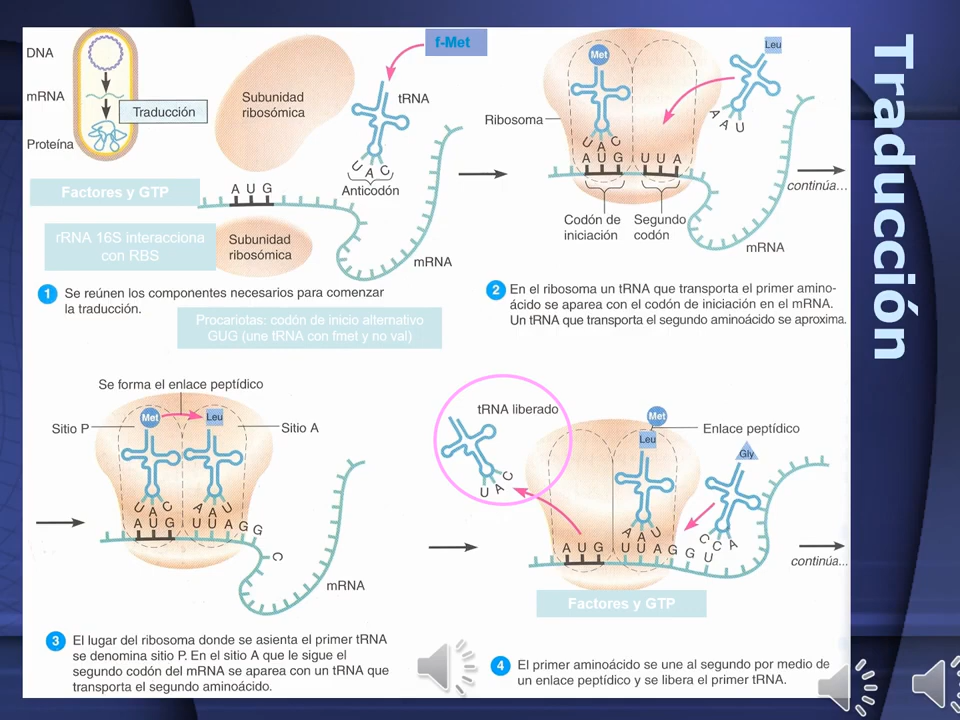 Traducción
DNA
mRNA
Proteína
Traducción
Subunidad
ribosómica
f-Met
tRNA
U A C
Anticodón
Factores y GTP
A U G
rRNA 16S interacciona
con RBS
Subunidad
ribosómica
mRNA
1 Se reúnen los componentes necesarios para comenzar
la traducción.
Procariotas: codón de inicio alternativo
GUG (une tRNA con fmet y no val)
Met
Leu
Ribosoma
A A U
U A C
A U G U U A
continúa...
Codón de
iniciación
Segundo
codón
mRNA
2 En el ribosoma un tRNA que transporta el primer amino-
ácido se aparea con el codón de iniciación en el mRNA.
Un tRNA que transporta el segundo aminoácido se aproxima.
Se forma el enlace peptídico
Met
Leu
Sitio P
Sitio A
U A C A A U
A U G U U A G G
C
mRNA
3 El lugar del ribosoma donde se asienta el primer tRNA
se denomina sitio P. En el sitio A que le sigue el
segundo codón del mRNA se aparea con un tRNA que
transporta el segundo aminoácido.
tRNA liberado
U A C
Met
Leu
Enlace peptídico
Gly
A A U
C C A
A U G U U A G G U
continúa...
Factores y GTP
4 El primer aminoácido se une al segundo por medio de
un enlace peptídico y se libera el primer tRNA.